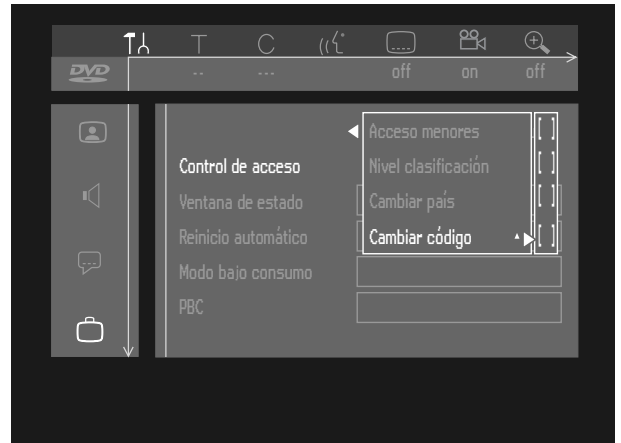 T C
DVD -- --- off on off
Acceso menores [ ]
Control de acceso Nivel clasificación [ ]
Ventana de estado Cambiar país [ ]
Reinicio automático Cambiar código [ ]
Modo bajo consumo
PBC